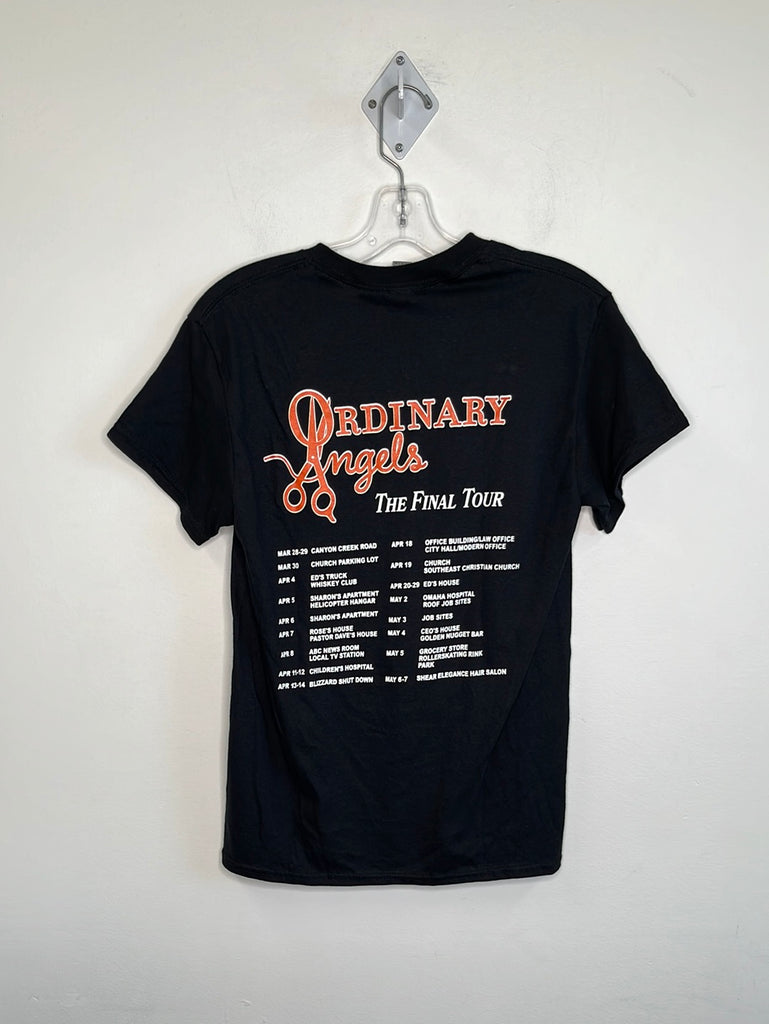 ORDINARY
Angels
THE FINAL TOUR
MAR 28-29 CANYON CREEK ROAD
MAR 30 CHURCH PARKING LOT
APR 4 ED'S TRUCK
WHISKEY CLUB
APR 5 SHARON'S APARTMENT
HELICOPTER HANGAR
APR 6 SHARON'S APARTMENT
APR 7 ROSE'S HOUSE
PASTOR DAVE'S HOUSE
APR 8 ABC NEWS ROOM
LOCAL TV STATION
APR 11-12 CHILDREN'S HOSPITAL
APR 13-14 BLIZZARD SHUT DOWN
APR 18 OFFICE BUILDING/LAW OFFICE
CITY HALL/MODERN OFFICE
APR 19 CHURCH
SOUTHEAST CHRISTIAN CHURCH
APR 20-29 ED'S HOUSE
MAY 2 OMAHA HOSPITAL
ROOF JOB SITES
MAY 3 JOB SITES
MAY 4 CEO'S HOUSE
GOLDEN NUGGET BAR
MAY 5 GROCERY STORE
ROLLERSKATING RINK
PARK
MAY 6-7 SHEAR ELEGANCE HAIR SALON